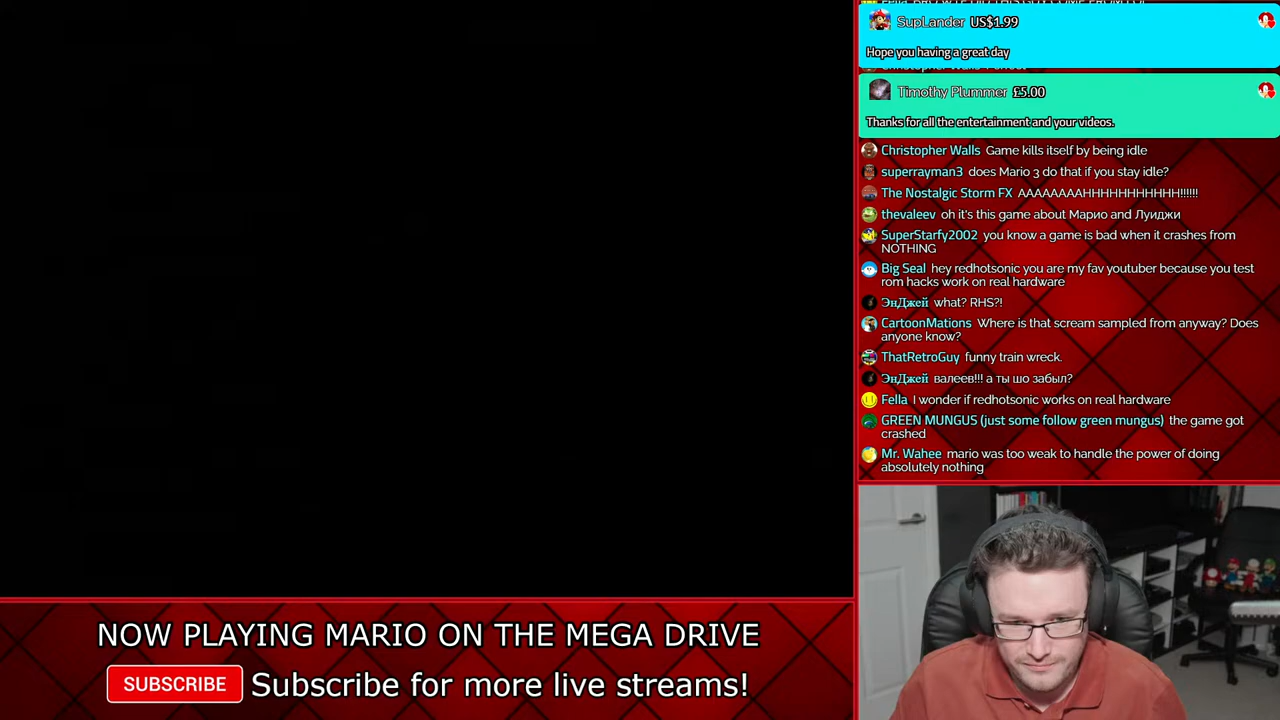 SupLander US$1.99
Hope you having a great day
Timothy Plummer £5.00
Thanks for all the entertainment and your videos.
Christopher Walls Game kills itself by being idle
superrayman3 does Mario 3 do that if you stay idle?
The Nostalgic Storm FX AAAAAAAAHHHHHHHHHHH!!!!!!
thevaleev oh it's this game about Марио and Луиджи
SuperStarfy2002 you know a game is bad when it crashes from
NOTHING
Big Seal hey redhotsonic you are my fav youtuber because you test
rom hacks work on real hardware
ЭнДжей what? RHS?!
CartoonMations Where is that scream sampled from anyway? Does
anyone know?
ThatRetroGuy funny train wreck.
ЭнДжей валеев!!! а ты шо забыл?
Fella I wonder if redhotsonic works on real hardware
GREEN MUNGUS (just some follow green mungus) the game got
crashed
Mr. Wahee mario was too weak to handle the power of doing
absolutely nothing
NOW PLAYING MARIO ON THE MEGA DRIVE
SUBSCRIBE Subscribe for more live streams!